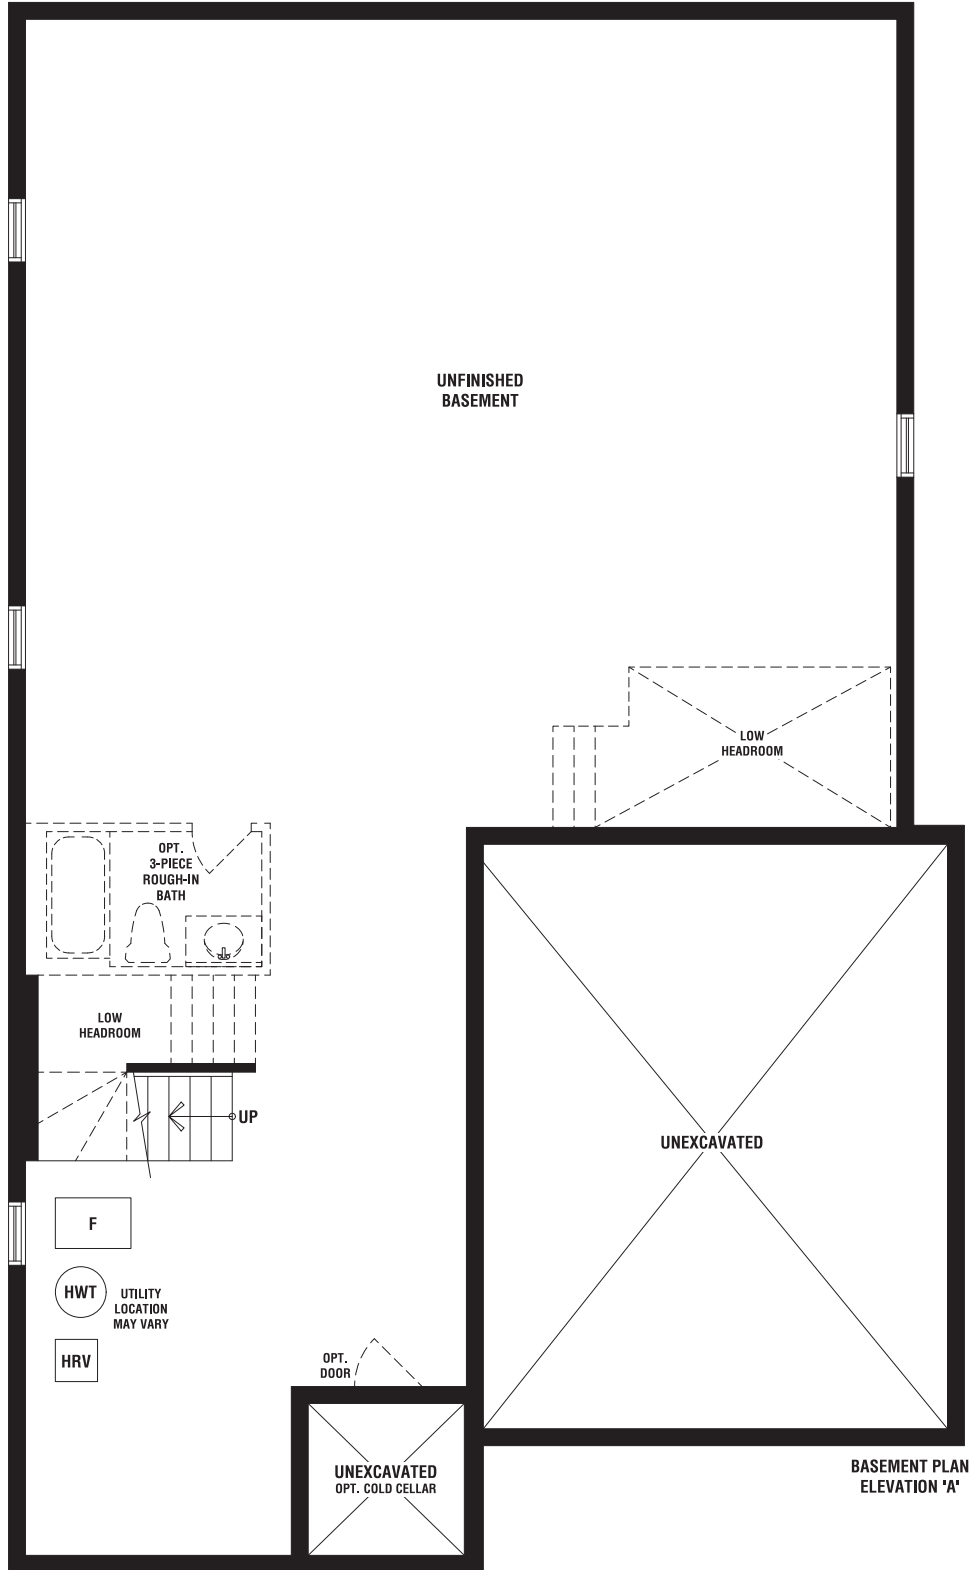 UNFINISHED
BASEMENT
LOW
HEADROOM
OPT.
3-PIECE
ROUGH-IN
BATH
LOW
HEADROOM
UP
UNEXCAVATED
F
HWT
UTILITY
LOCATION
MAY VARY
HRV
OPT.
DOOR
UNEXCAVATED
OPT. COLD CELLAR
BASEMENT PLAN
ELEVATION 'A'